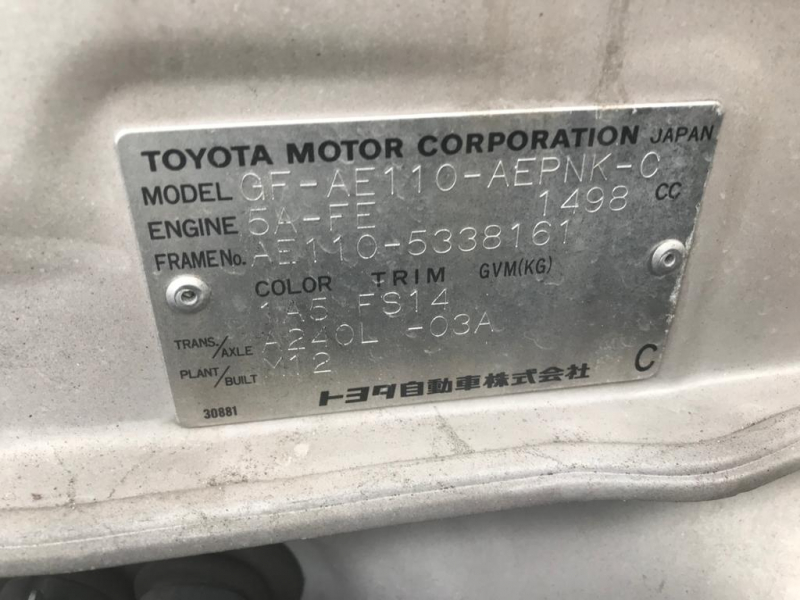 TOYOTA MOTOR CORPORATION JAPAN
MODEL GF-AE110-AEPNK-C
ENGINE 5A-FE 1498 CC
FRAME No. AE110-5338161
COLOR TRIM GVM(KG)
1A5 FS14
TRANS./AXLE A240L -03A
PLANT/BUILT M12
C
30881 トヨタ自動車株式会社